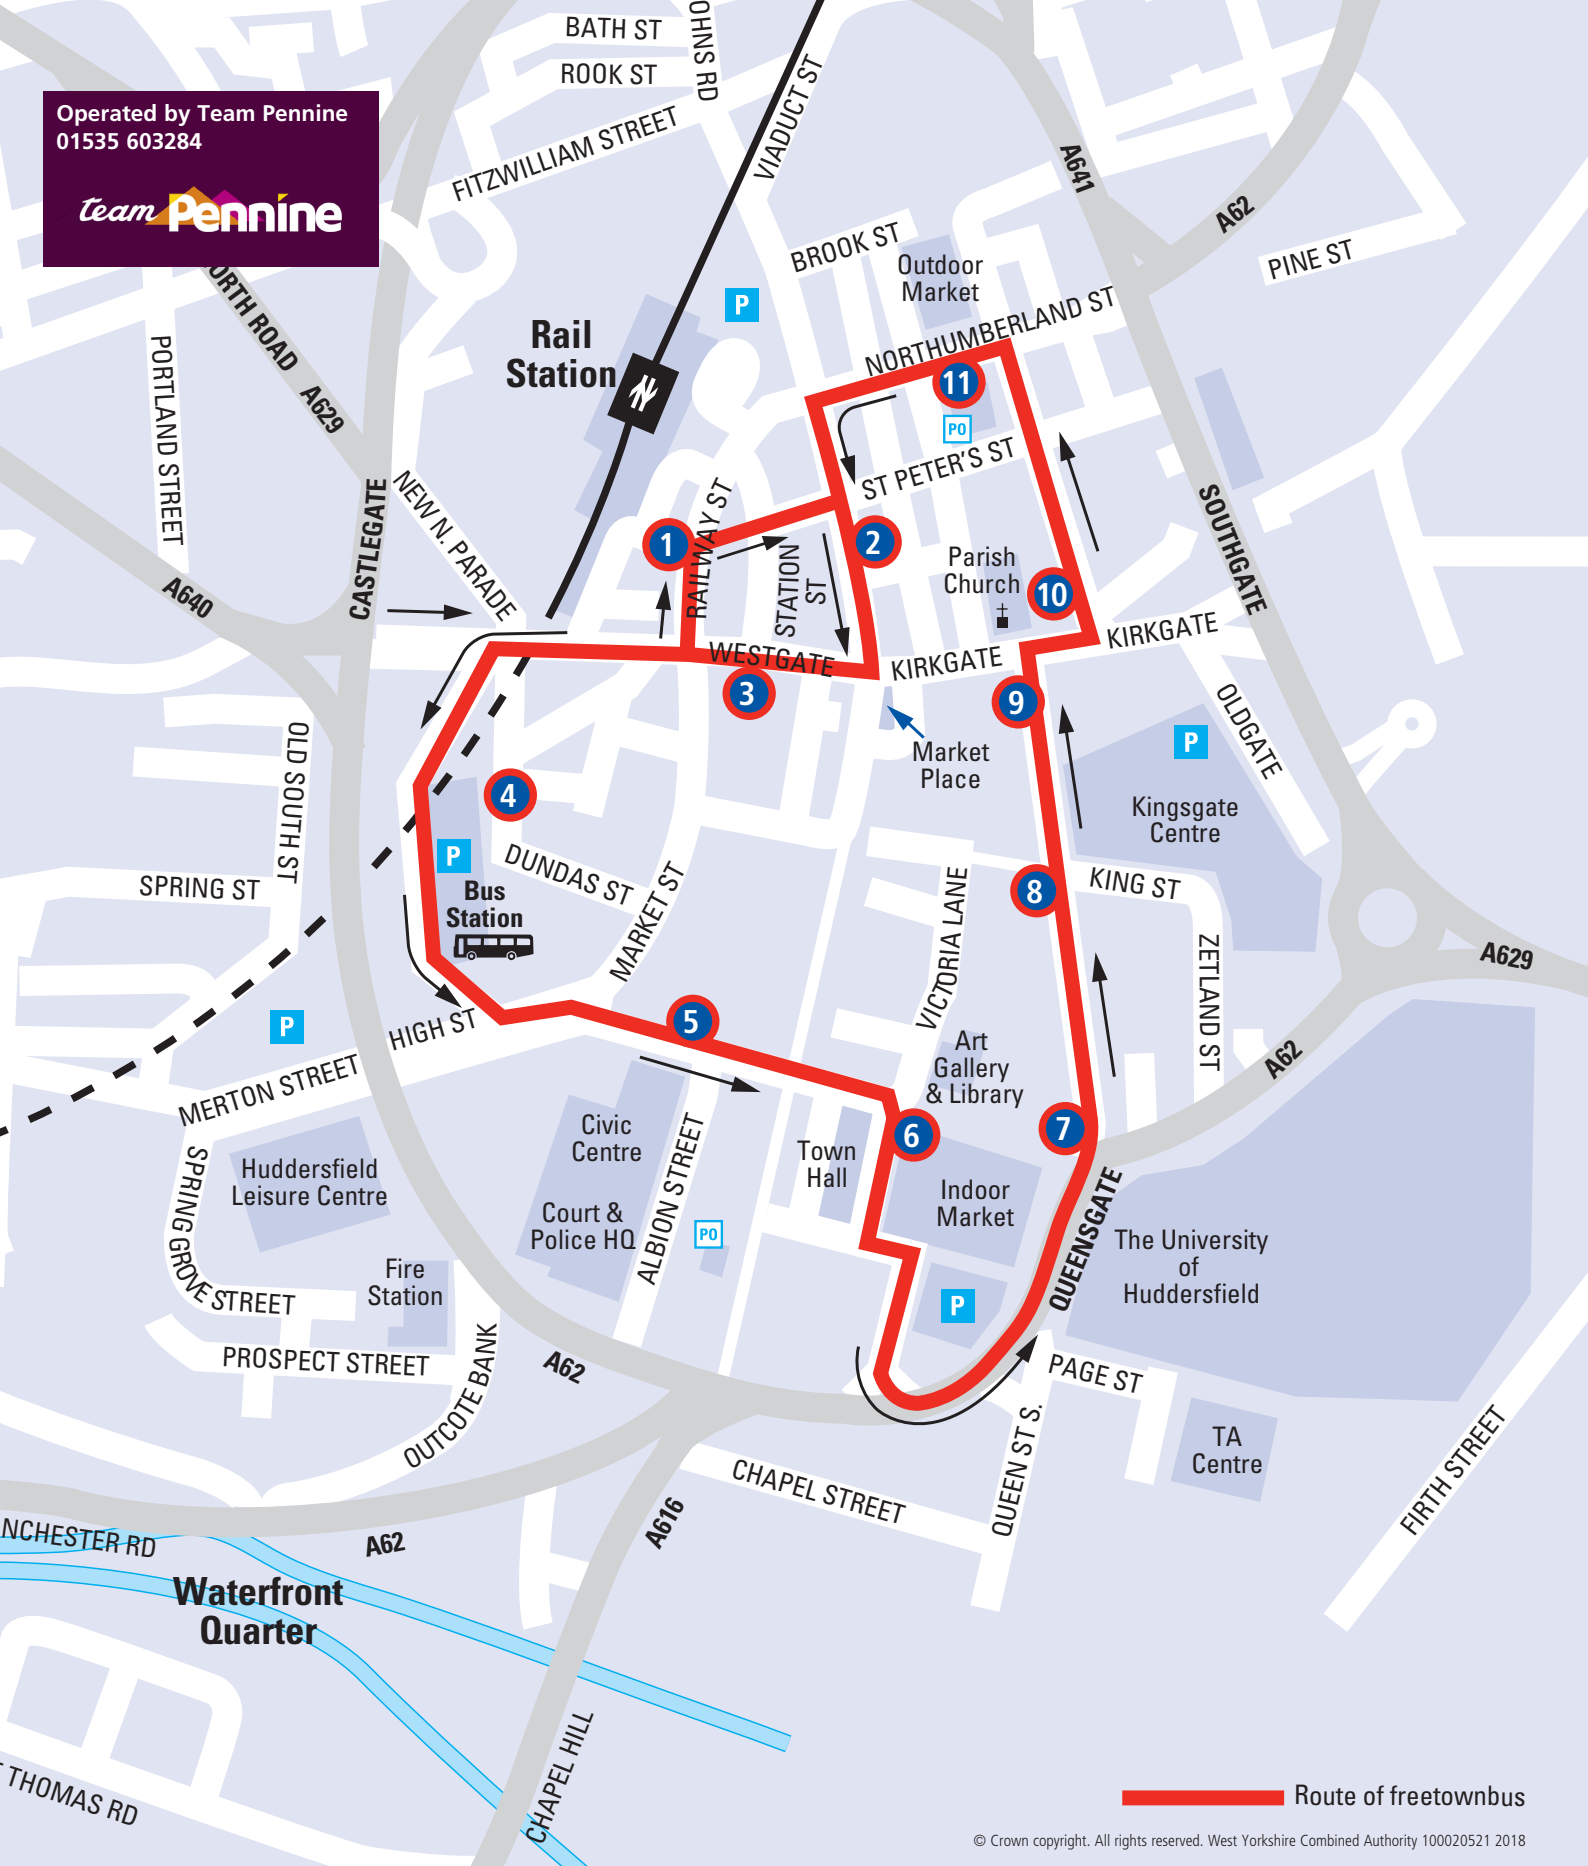 BATH ST
ROOK ST
OHNS RD
VIADUCT ST
FITZWILLIAM STREET
Operated by Team Pennine
01535 603284
team Pennine
A641
A62
PINE ST
BROOK ST
Outdoor
Market
NORTHUMBERLAND ST
P
Rail
Station
ORTH ROAD
A629
PORTLAND STREET
11
PO
ST PETER'S ST
NEW N. PARADE
CASTLEGATE
A640
RAILWAY ST
1
2
STATION
ST
Parish
Church
10
SOUTHGATE
KIRKGATE
WESTGATE
KIRKGATE
3
9
Market
Place
OLDGATE
P
Kingsgate
Centre
OLD SOUTH ST
SPRING ST
4
P
DUNDAS ST
Bus
Station
MARKET ST
8
KING ST
VICTORIA LANE
ZETLAND ST
A629
P
HIGH ST
5
MERTON STREET
Art
Gallery
& Library
A62
Civic
Centre
Town
Hall
6
7
Huddersfield
Leisure Centre
SPRING GROVE STREET
Court &
Police HQ
ALBION STREET
PO
Indoor
Market
QUEENSGATE
The University
of
Huddersfield
Fire
Station
P
PROSPECT STREET
OUTCOTE BANK
A62
PAGE ST
QUEEN ST S.
TA
Centre
FIRTH STREET
CHAPEL STREET
A616
A62
NCHESTER RD
Waterfront
Quarter
CHAPEL HILL
THOMAS RD
Route of freetownbus
© Crown copyright. All rights reserved. West Yorkshire Combined Authority 100020521 2018